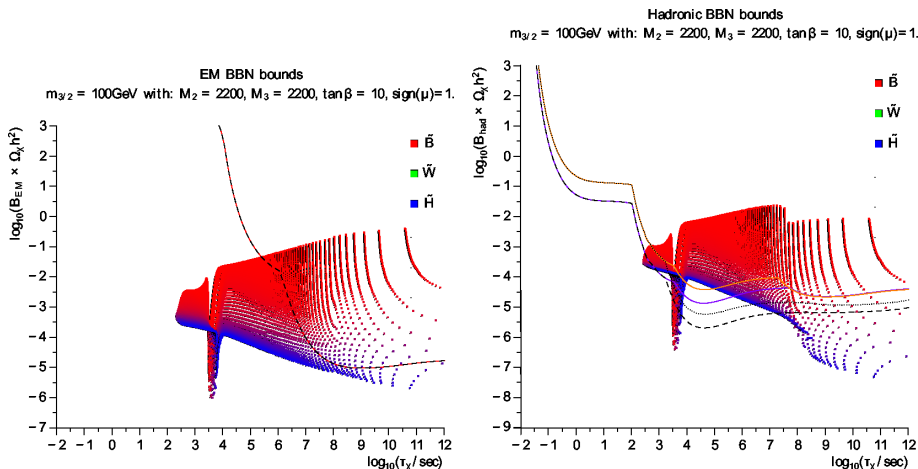 EM BBN bounds
m3/2 = 100GeV with: M2 = 2200, M3 = 2200, tanβ = 10, sign(μ)=1.
log10(BEM × ΩXh²)
3
2
1
0
−1
−2
−3
−4
−5
−6
−7
B̃
W̃
H̃
−2 −1 0 1 2 3 4 5 6 7 8 9 10 11 12
log10(τX / sec)
Hadronic BBN bounds
m3/2 = 100GeV with: M2 = 2200, M3 = 2200, tanβ = 10, sign(μ)=1.
log10(Bhad × ΩXh²)
3
2
1
0
−1
−2
−3
−4
−5
−6
−7
−8
−9
B̃
W̃
H̃
−2 −1 0 1 2 3 4 5 6 7 8 9 10 11 12
log10(τX / sec)